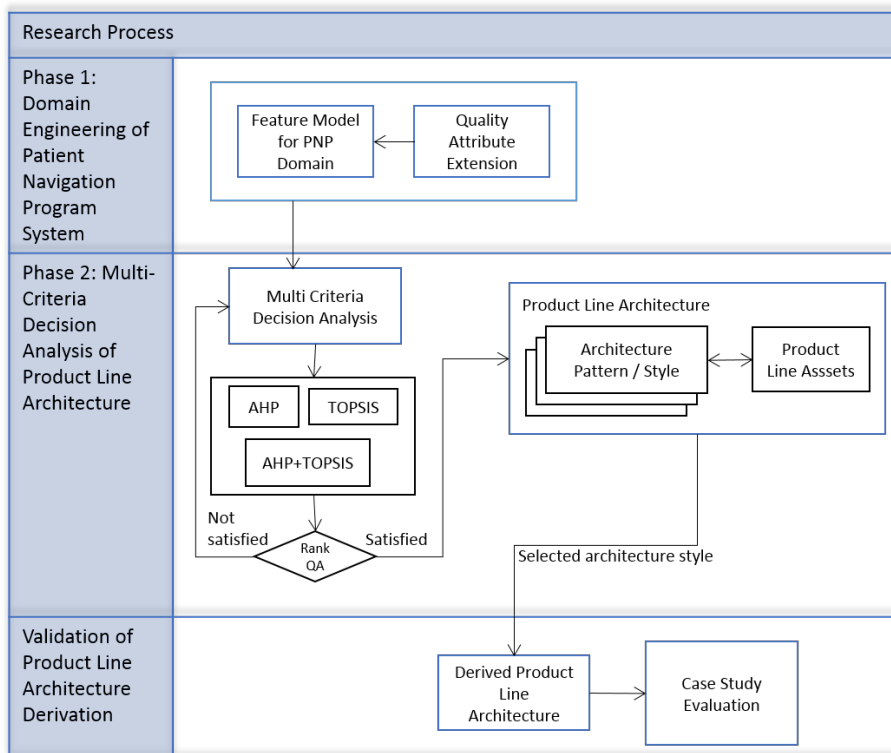 Research Process
Phase 1:
Domain
Engineering of
Patient
Navigation
Program
System
Feature Model
for PNP
Domain
Quality
Attribute
Extension
Phase 2: Multi-
Criteria
Decision
Analysis of
Product Line
Architecture
Multi Criteria
Decision Analysis
AHP
TOPSIS
AHP+TOPSIS
Not
satisfied
Rank
QA
Satisfied
Product Line Architecture
Architecture
Pattern / Style
Product
Line Asssets
Selected architecture style
Validation of
Product Line
Architecture
Derivation
Derived Product
Line
Architecture
Case Study
Evaluation